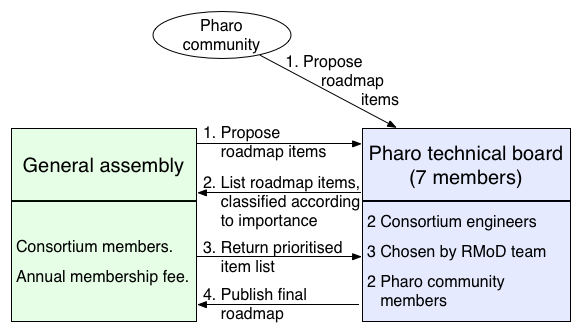 Pharo
community
1. Propose
roadmap
items
General assembly
Consortium members.
Annual membership fee.
1. Propose
roadmap items
2. List roadmap items,
classified according
to importance
3. Return prioritised
item list
4. Publish final
roadmap
Pharo technical board
(7 members)
2 Consortium engineers
3 Chosen by RMoD team
2 Pharo community
members